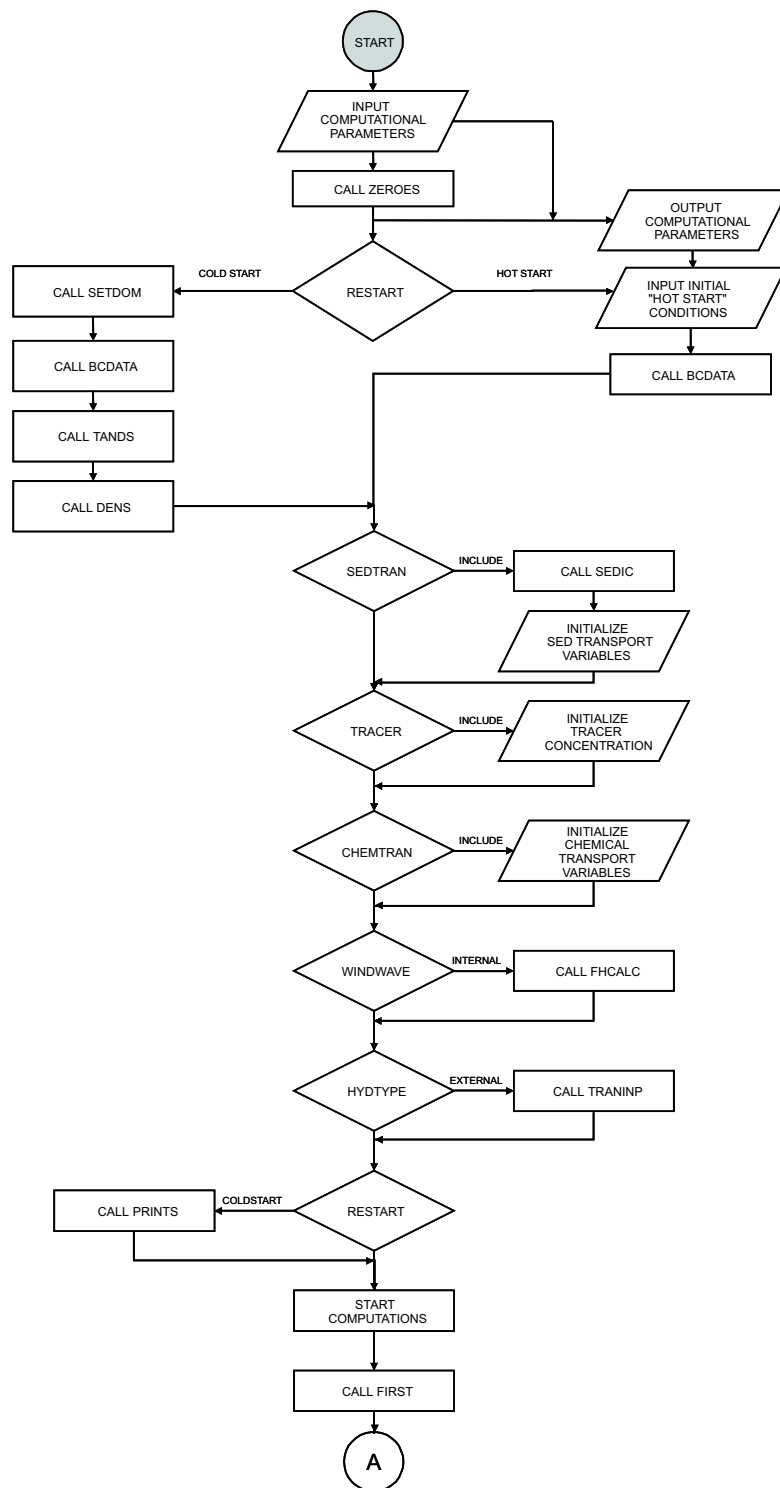 START
INPUT
COMPUTATIONAL
PARAMETERS
CALL ZEROES
OUTPUT
COMPUTATIONAL
PARAMETERS
COLD START
HOT START
CALL SETDOM
RESTART
INPUT INITIAL
"HOT START"
CONDITIONS
CALL BCDATA
CALL BCDATA
CALL TANDS
CALL DENS
SEDTRAN
INCLUDE
CALL SEDIC
INITIALIZE
SED TRANSPORT
VARIABLES
TRACER
INCLUDE
INITIALIZE
TRACER
CONCENTRATION
CHEMTRAN
INCLUDE
INITIALIZE
CHEMICAL
TRANSPORT
VARIABLES
WINDWAVE
INTERNAL
CALL FHCALC
HYDTYPE
EXTERNAL
CALL TRANINP
CALL PRINTS
COLDSTART
RESTART
START
COMPUTATIONS
CALL FIRST
A